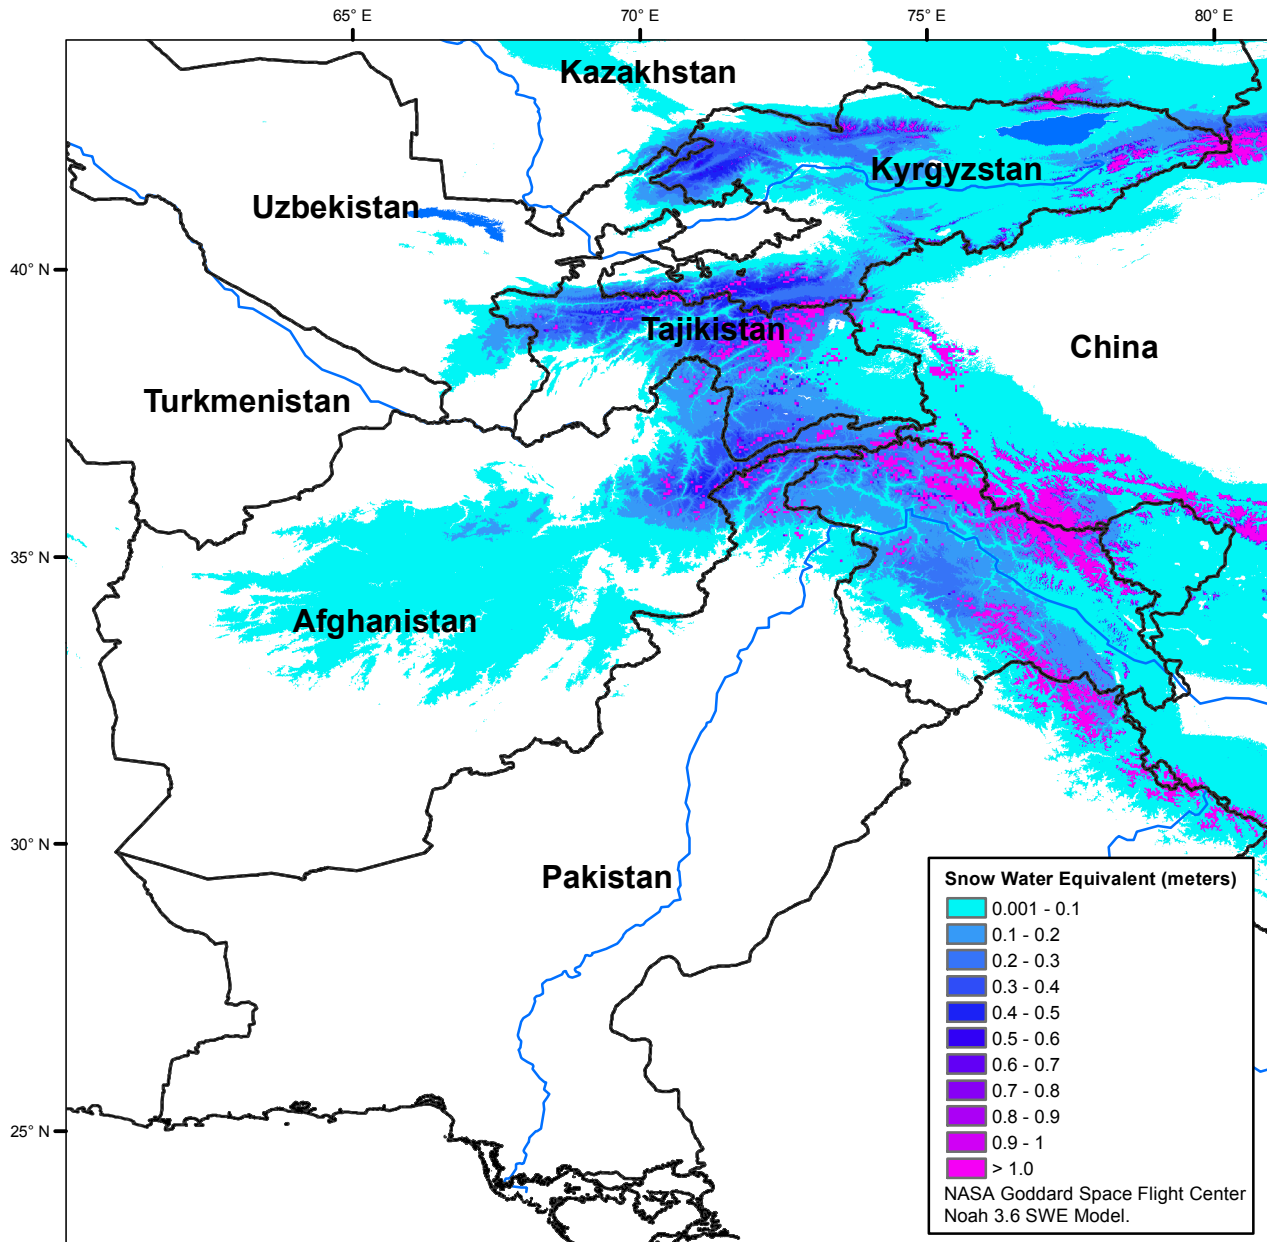 65° E
70° E
75° E
80° E
Kazakhstan
Kyrgyzstan
Uzbekistan
40° N
Tajikistan
China
Turkmenistan
35° N
Afghanistan
30° N
Pakistan
25° N
Snow Water Equivalent (meters)
0.001 - 0.1
0.1 - 0.2
0.2 - 0.3
0.3 - 0.4
0.4 - 0.5
0.5 - 0.6
0.6 - 0.7
0.7 - 0.8
0.8 - 0.9
0.9 - 1
> 1.0
NASA Goddard Space Flight Center
Noah 3.6 SWE Model.